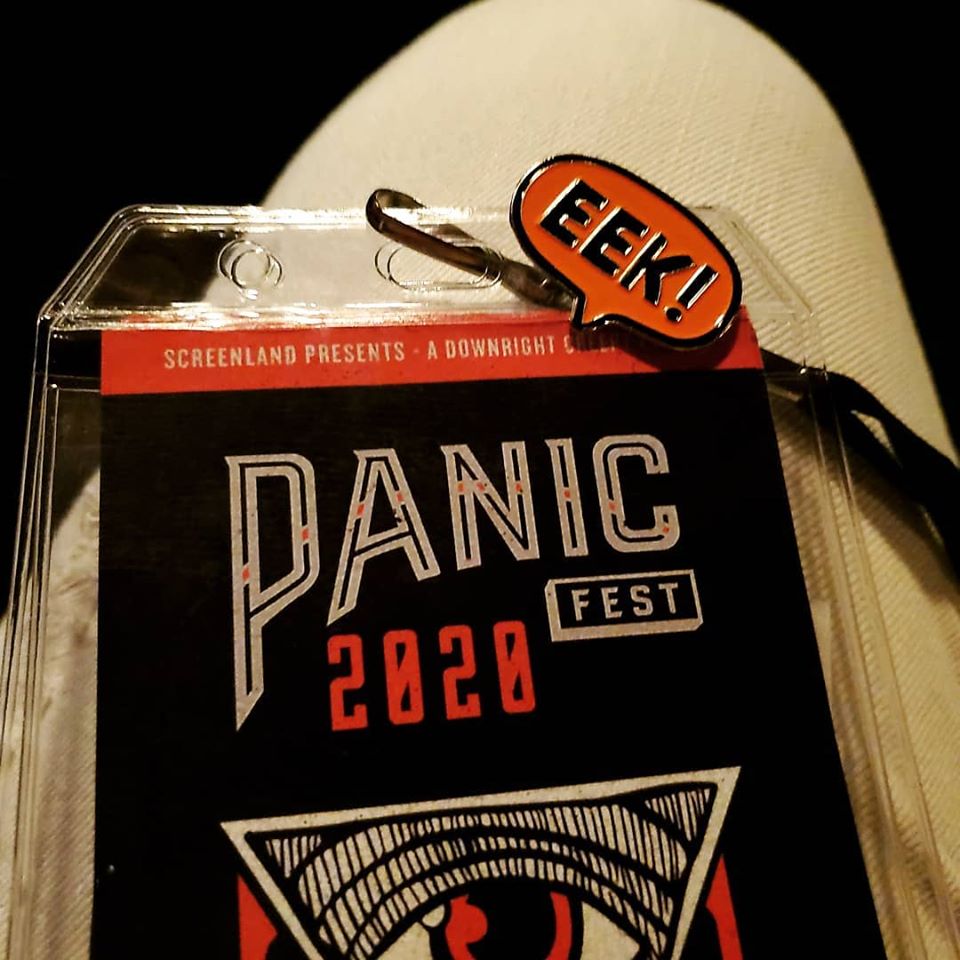 EEK!
SCREENLAND PRESENTS - A DOWNRIGHT
PANIC
FEST
2020